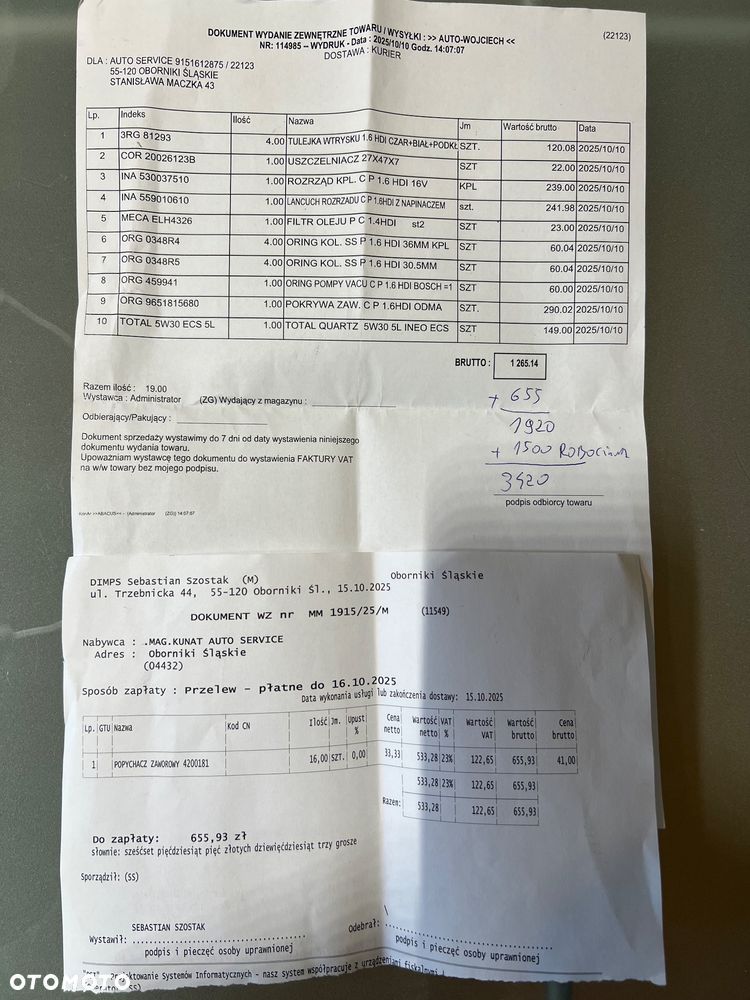 DOKUMENT WYDANIE ZEWNĘTRZNE TOWARU / WYSYŁKI : >> AUTO-WOJCIECH << (22123)
NR: 114985 -- WYDRUK - Data : 2025/10/10 Godz. 14:07:07
DOSTAWA : KURIER
DLA : AUTO SERVICE 9151612875 / 22123
55-120 OBORNIKI ŚLĄSKIE
STANISŁAWA MACZKA 43
Lp. Indeks Ilość Nazwa Jm Wartość brutto Data
1 3RG 81293 4.00 TULEJKA WTRYSKU 1.6 HDI CZAR+BIAŁ+PODKŁ SZT. 120.08 2025/10/10
2 COR 20026123B 1.00 USZCZELNIACZ 27X47X7 SZT 22.00 2025/10/10
3 INA 530037510 1.00 ROZRZĄD KPL. C P 1.6 HDI 16V KPL 239.00 2025/10/10
4 INA 559010610 1.00 LANCUCH ROZRZADU C P 1.6HDI Z NAPINACZEM szt. 241.98 2025/10/10
5 MECA ELH4326 1.00 FILTR OLEJU P C 1.4HDI st2 SZT 23.00 2025/10/10
6 ORG 0348R4 4.00 ORING KOL. SS P 1.6 HDI 36MM KPL SZT 60.04 2025/10/10
7 ORG 0348R5 4.00 ORING KOL. SS P 1.6 HDI 30.5MM SZT 60.04 2025/10/10
8 ORG 459941 1.00 ORING POMPY VACU C P 1.6 HDI BOSCH =1 SZT 60.00 2025/10/10
9 ORG 9651815680 1.00 POKRYWA ZAW. C P 1.6HDI ODMA SZT. 290.02 2025/10/10
10 TOTAL 5W30 ECS 5L 1.00 TOTAL QUARTZ 5W30 5L INEO ECS SZT 149.00 2025/10/10
BRUTTO : 1 265.14
Razem ilość : 19.00
Wystawca : Administrator (ZG) Wydający z magazynu :
Odbierający/Pakujący :
+ 655
1920
+ 1500 ROBOCIZNA
3420
Dokument sprzedaży wystawimy do 7 dni od daty wystawienia niniejszego
dokumentu wydania towaru.
Upoważniam wystawcę tego dokumentu do wystawienia FAKTURY VAT
na w/w towary bez mojego podpisu.
podpis odbiorcy towaru
DIMPS Sebastian Szostak (M) Oborniki Śląskie
ul. Trzebnicka 44, 55-120 Oborniki Śl., 15.10.2025
DOKUMENT WZ nr MM 1915/25/M (11549)
Nabywca : .MAG.KUNAT AUTO SERVICE
Adres : Oborniki Śląskie
(04432)
Sposób zapłaty : Przelew - płatne do 16.10.2025
Data wykonania usługi lub zakończenia dostawy: 15.10.2025
Lp. GTU Nazwa Kod CN Ilość Jm. Upust % Cena netto Wartość netto VAT % Wartość VAT Wartość brutto Cena brutto
1 POPYCHACZ ZAWOROWY 4200181 16,00 SZT. 0,00 33,33 533,28 23% 122,65 655,93 41,00
533,28 23% 122,65 655,93
Razem: 533,28 122,65 655,93
Do zapłaty: 655,93 zł
słownie: sześćset pięćdziesiąt pięć złotych dziewięćdziesiąt trzy grosze
Sporządził: (SS)
SEBASTIAN SZOSTAK
Wystawił: Odebrał:
podpis i pieczęć osoby uprawnionej podpis i pieczęć osoby uprawnionej
Systemów Informatycznych - nasz system współpracuje z urządzeniami fiskalnymi
OTOMOTO